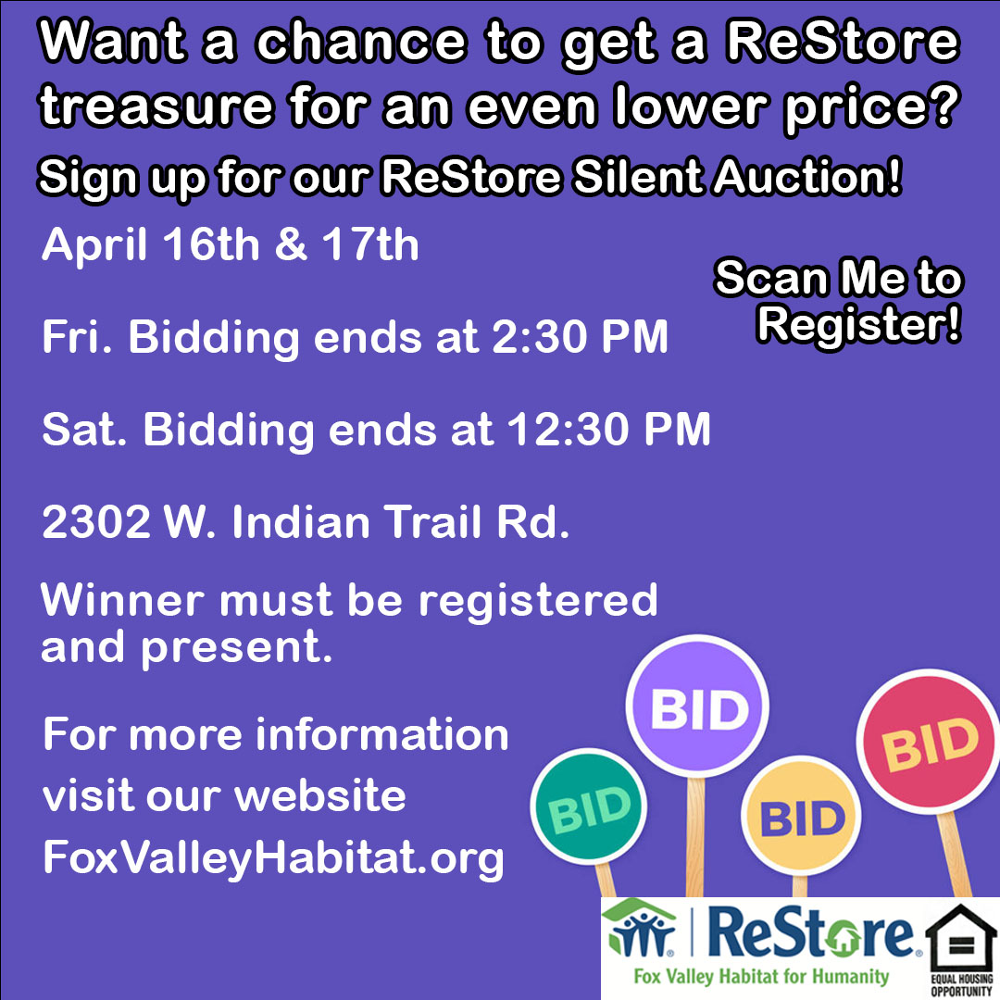 Want a chance to get a ReStore
treasure for an even lower price?
Sign up for our ReStore Silent Auction!
April 16th & 17th
Scan Me to
Register!
Fri. Bidding ends at 2:30 PM
Sat. Bidding ends at 12:30 PM
2302 W. Indian Trail Rd.
Winner must be registered
and present.
For more information
visit our website
FoxValleyHabitat.org
BID
BID
BID
BID
ReStore®
Fox Valley Habitat for Humanity
EQUAL HOUSING
OPPORTUNITY